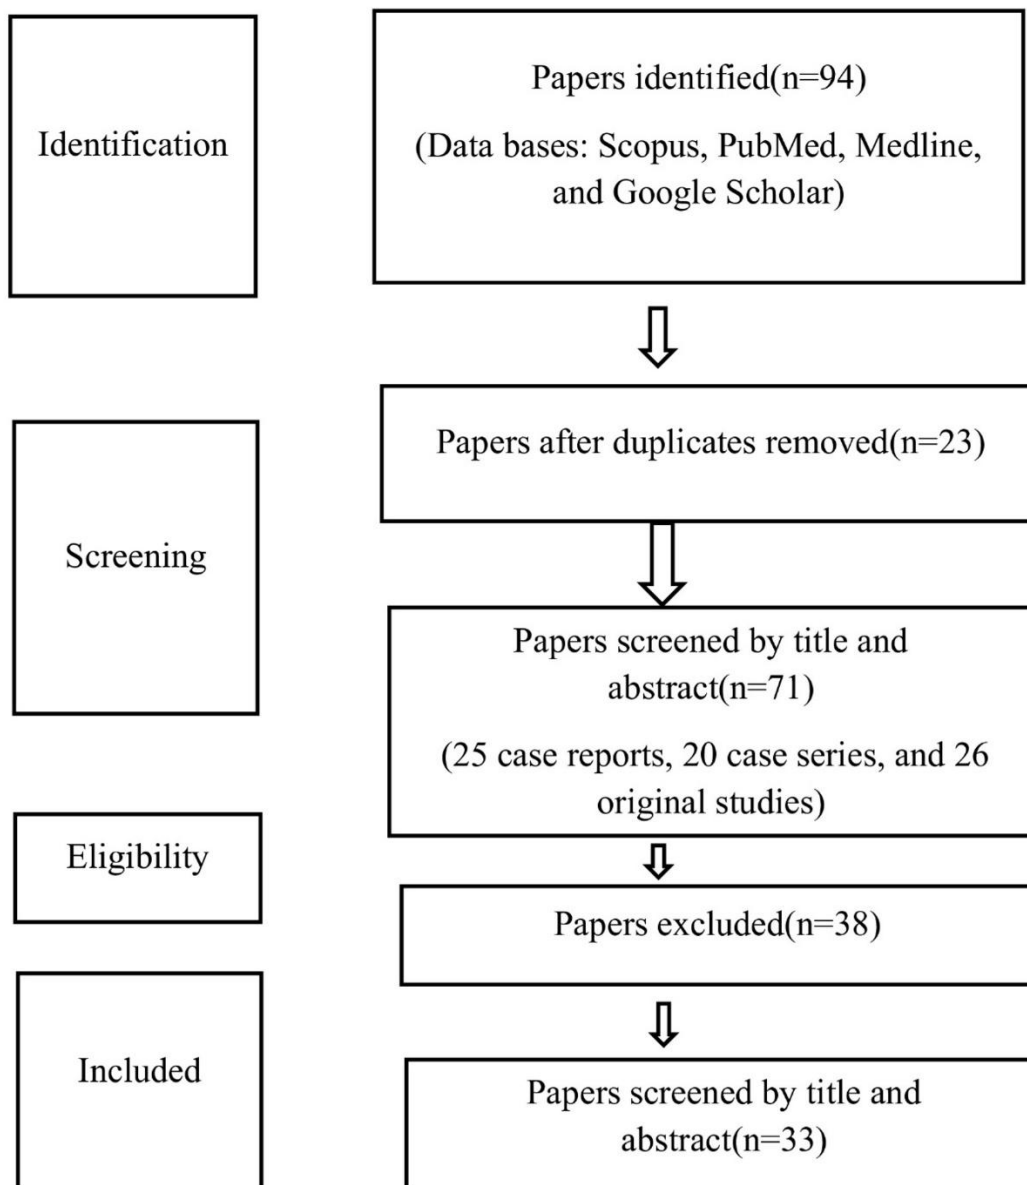 Identification
Papers identified(n=94)
(Data bases: Scopus, PubMed, Medline,
and Google Scholar)
Screening
Papers after duplicates removed(n=23)
Papers screened by title and
abstract(n=71)
(25 case reports, 20 case series, and 26
original studies)
Eligibility
Papers excluded(n=38)
Included
Papers screened by title and
abstract(n=33)